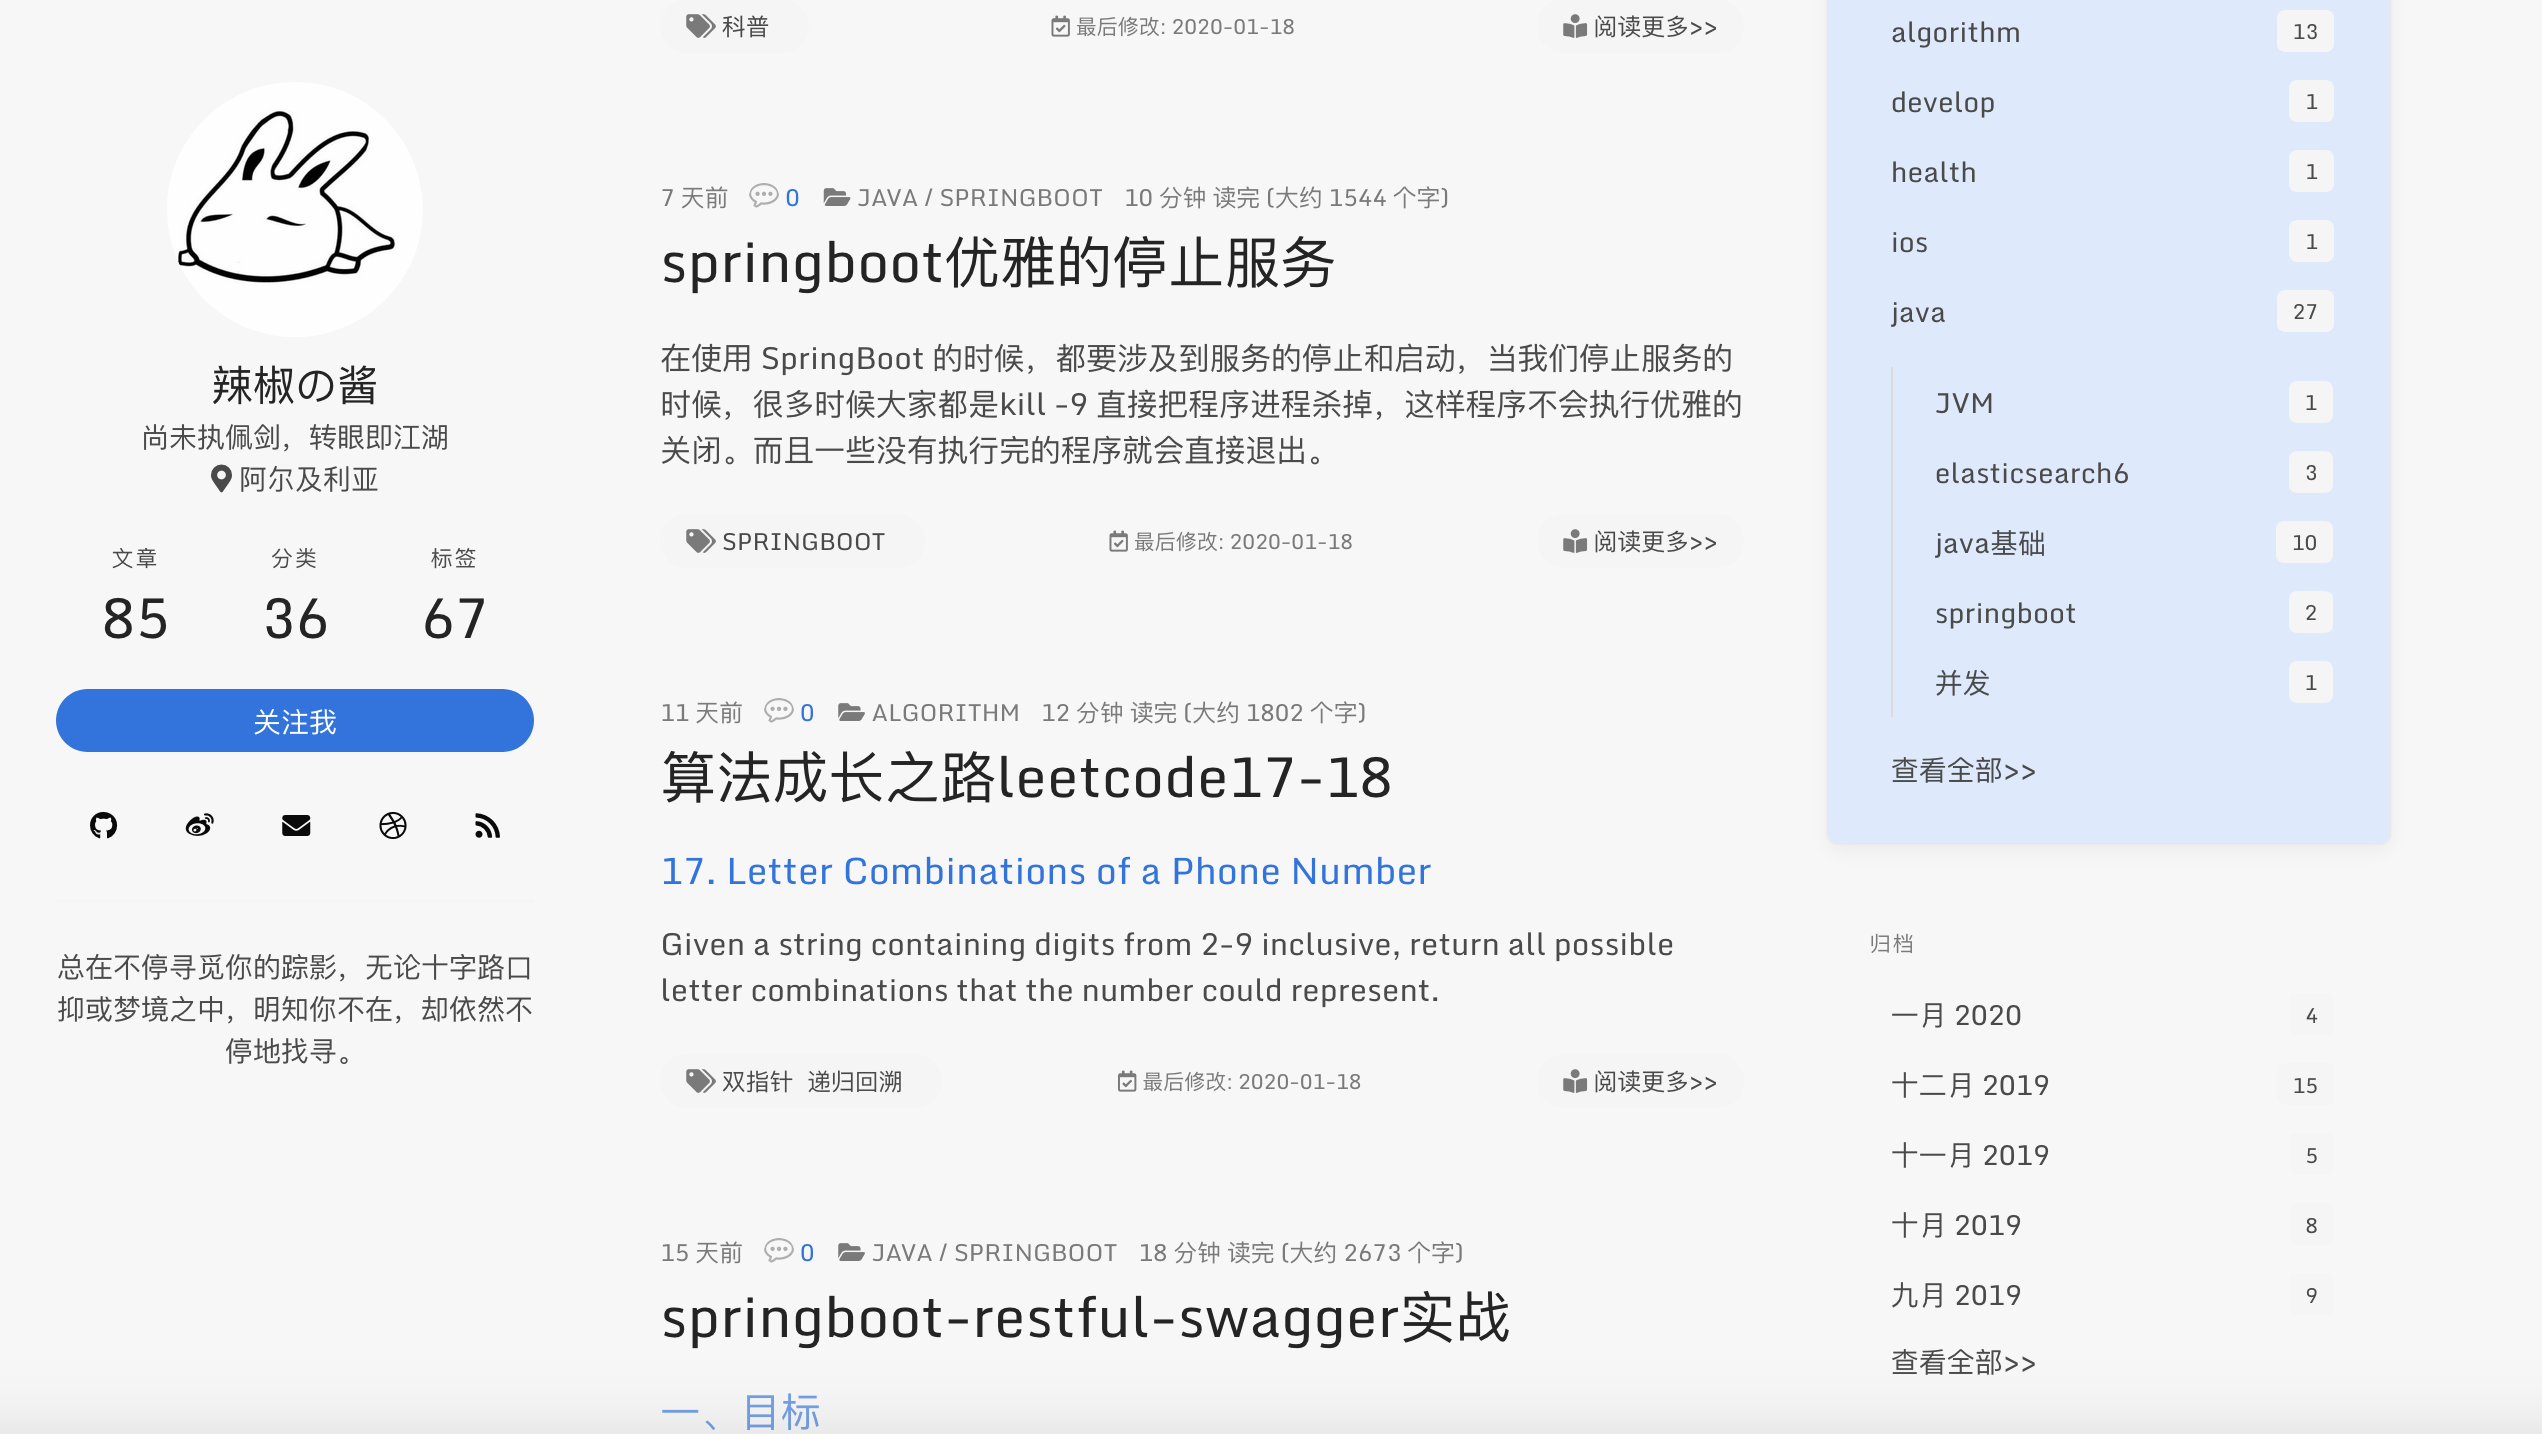 辣椒の酱
尚未执佩剑，转眼即江湖
阿尔及利亚
文章 分类 标签
85 36 67
关注我
总在不停寻觅你的踪影，无论十字路口
抑或梦境之中，明知你不在，却依然不
停地找寻。
科普 最后修改: 2020-01-18 阅读更多>>
7 天前 0 JAVA / SPRINGBOOT 10 分钟 读完 (大约 1544 个字)
springboot优雅的停止服务
在使用 SpringBoot 的时候，都要涉及到服务的停止和启动，当我们停止服务的
时候，很多时候大家都是kill -9 直接把程序进程杀掉，这样程序不会执行优雅的
关闭。而且一些没有执行完的程序就会直接退出。
SPRINGBOOT 最后修改: 2020-01-18 阅读更多>>
11 天前 0 ALGORITHM 12 分钟 读完 (大约 1802 个字)
算法成长之路leetcode17-18
17. Letter Combinations of a Phone Number
Given a string containing digits from 2-9 inclusive, return all possible
letter combinations that the number could represent.
双指针 递归回溯 最后修改: 2020-01-18 阅读更多>>
15 天前 0 JAVA / SPRINGBOOT 18 分钟 读完 (大约 2673 个字)
springboot-restful-swagger实战
一、目标
algorithm 13
develop 1
health 1
ios 1
java 27
JVM 1
elasticsearch6 3
java基础 10
springboot 2
并发 1
查看全部>>
归档
一月 2020 4
十二月 2019 15
十一月 2019 5
十月 2019 8
九月 2019 9
查看全部>>